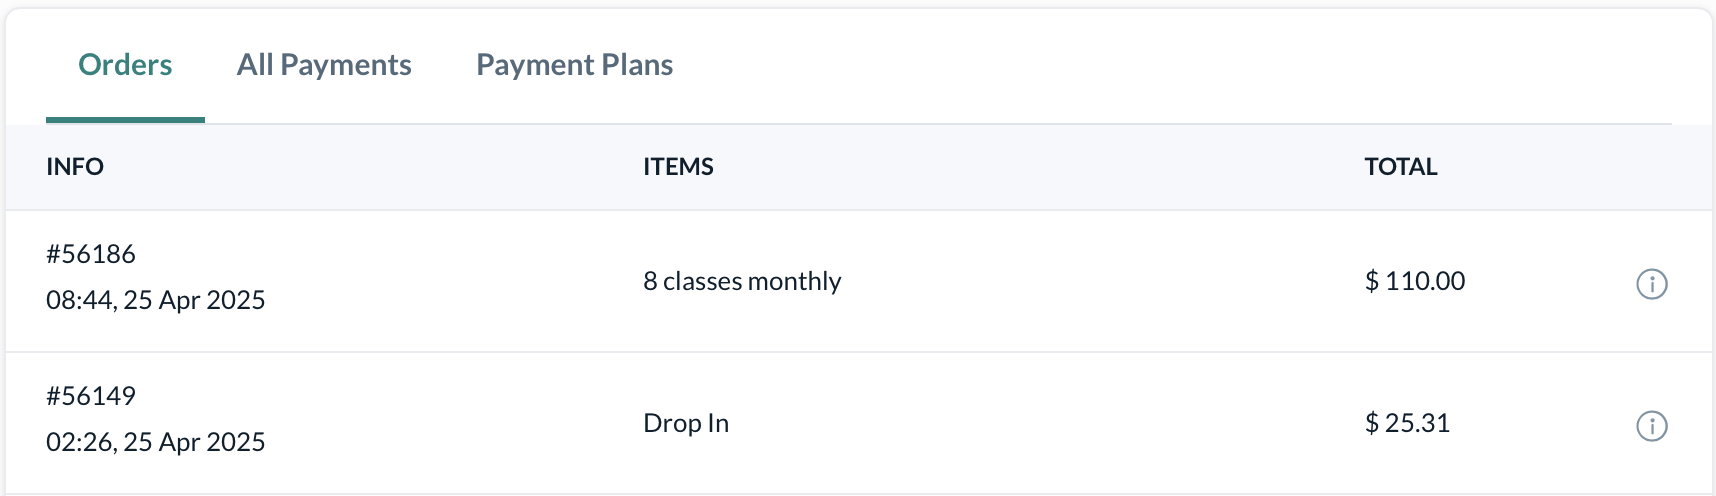 Orders All Payments Payment Plans
INFO ITEMS TOTAL
#56186
08:44, 25 Apr 2025
8 classes monthly
$ 110.00
#56149
02:26, 25 Apr 2025
Drop In
$ 25.31